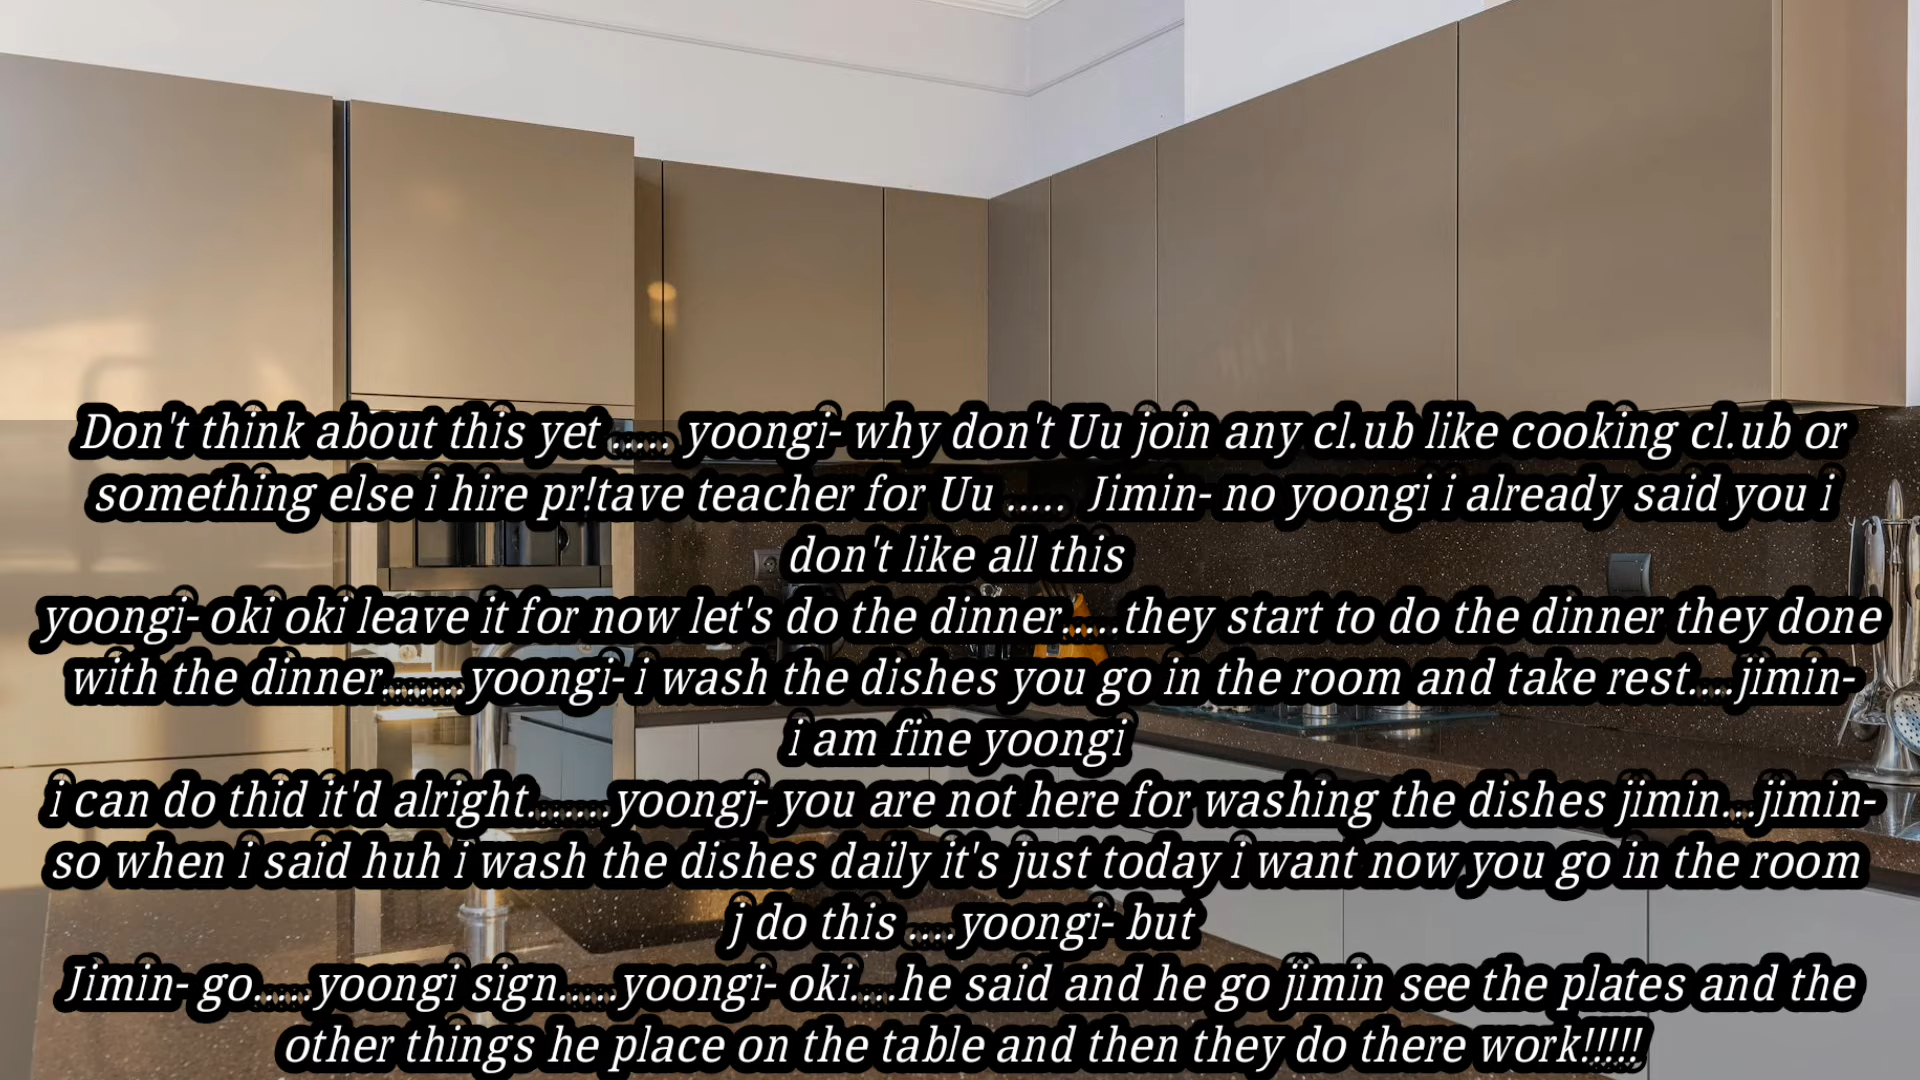 Don't think about this yet...... yoongi- why don't Uu join any cl.ub like cooking cl.ub or
something else i hire pr!tave teacher for Uu ..... Jimin- no yoongi i already said you i
don't like all this
yoongi- oki oki leave it for now let's do the dinner......they start to do the dinner they done
with the dinner........yoongi- i wash the dishes you go in the room and take rest....jimin-
i am fine yoongi
i can do thid it'd alright........yoongj- you are not here for washing the dishes jimin....jimin-
so when i said huh i wash the dishes daily it's just today i want now you go in the room
j do this .....yoongi- but
Jimin- go......yoongi sign......yoongi- oki.....he said and he go jimin see the plates and the
other things he place on the table and then they do there work!!!!!